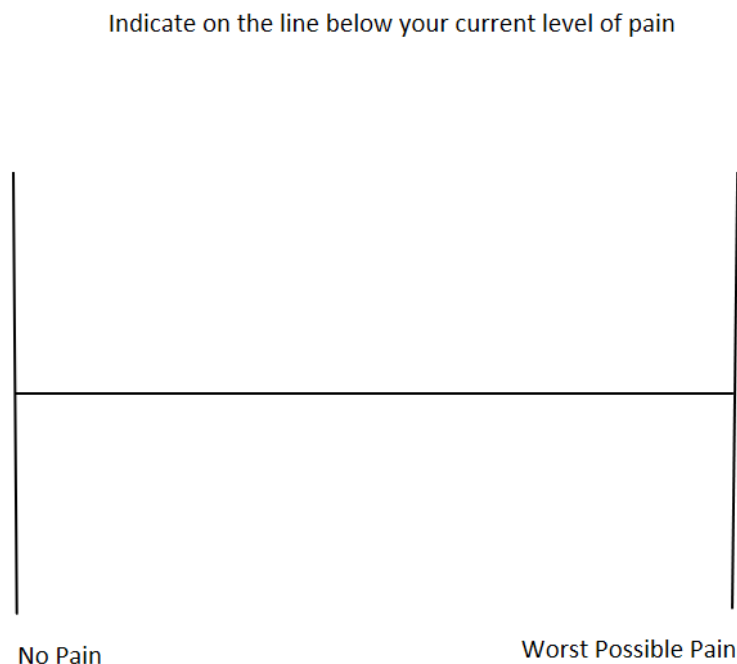 Indicate on the line below your current level of pain
No Pain
Worst Possible Pain